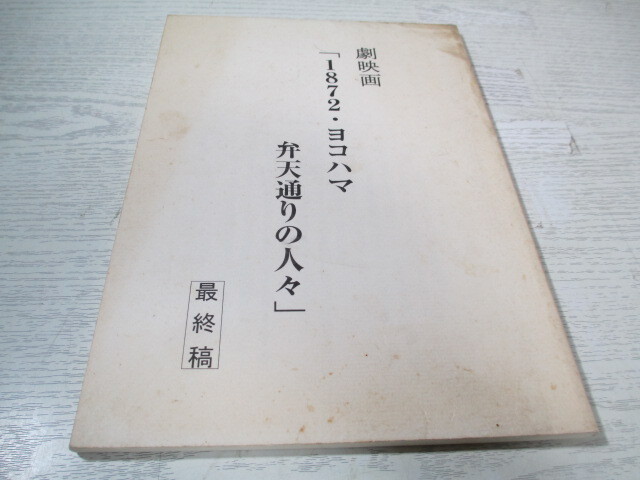 劇映画
「1872・ヨコハマ
弁天通りの人々」
最終稿